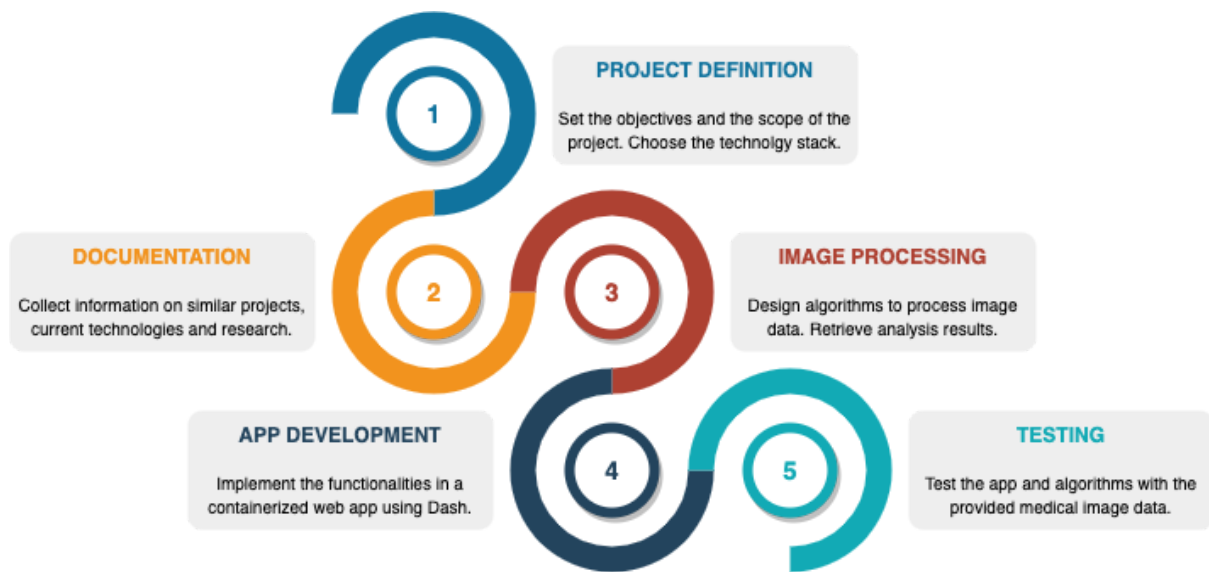 1
PROJECT DEFINITION
Set the objectives and the scope of the
project. Choose the technolgy stack.
DOCUMENTATION
Collect information on similar projects,
current technologies and research.
2
3
IMAGE PROCESSING
Design algorithms to process image
data. Retrieve analysis results.
APP DEVELOPMENT
Implement the functionalities in a
containerized web app using Dash.
4
5
TESTING
Test the app and algorithms with the
provided medical image data.